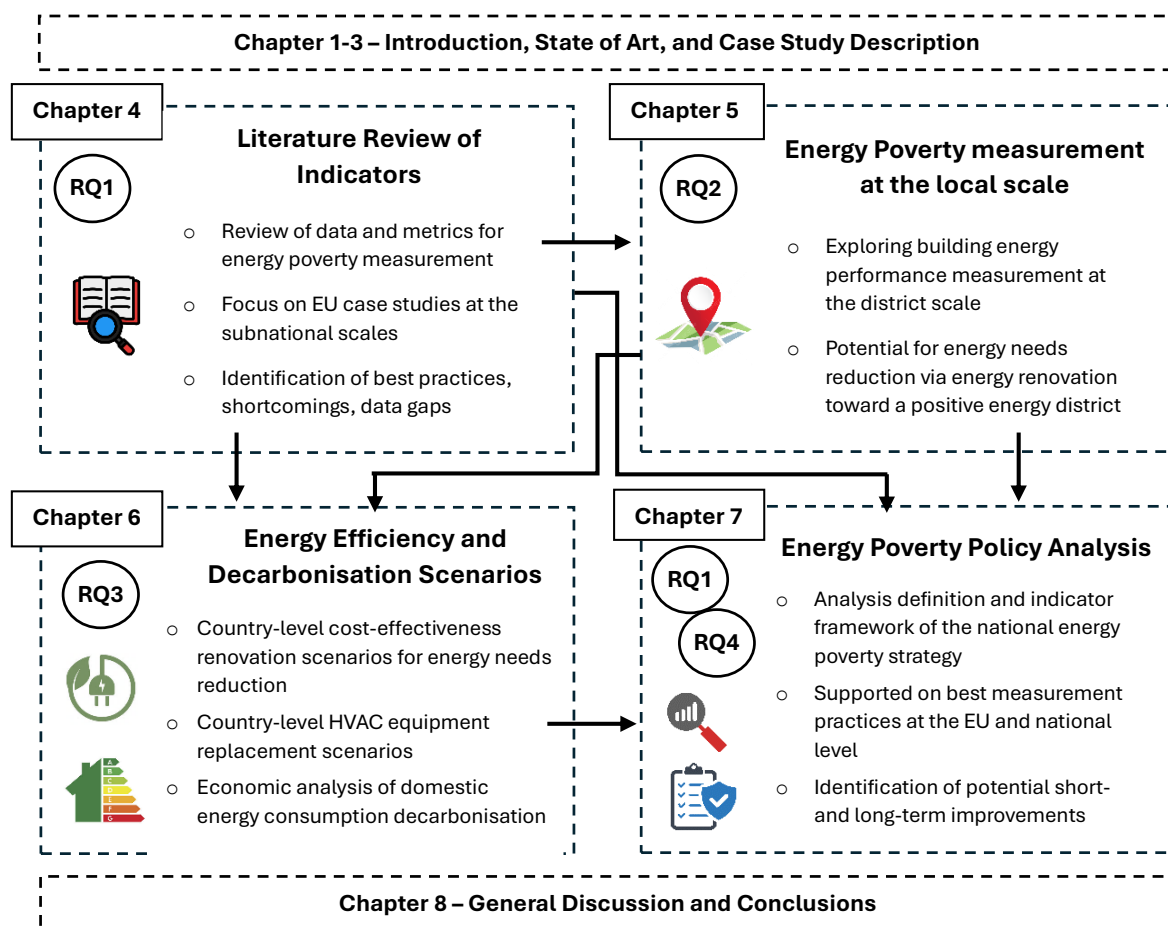 Chapter 1-3 – Introduction, State of Art, and Case Study Description
Chapter 4
Literature Review of
Indicators
RQ1
o Review of data and metrics for
energy poverty measurement
o Focus on EU case studies at the
subnational scales
o Identification of best practices,
shortcomings, data gaps
Chapter 5
Energy Poverty measurement
at the local scale
RQ2
o Exploring building energy
performance measurement at
the district scale
o Potential for energy needs
reduction via energy renovation
toward a positive energy district
Chapter 6
Energy Efficiency and
Decarbonisation Scenarios
RQ3
o Country-level cost-effectiveness
renovation scenarios for energy needs
reduction
o Country-level HVAC equipment
replacement scenarios
o Economic analysis of domestic
energy consumption decarbonisation
A
B
C
D
E
F
G
Chapter 7
Energy Poverty Policy Analysis
RQ1
RQ4
o Analysis definition and indicator
framework of the national energy
poverty strategy
o Supported on best measurement
practices at the EU and national
level
o Identification of potential short-
and long-term improvements
Chapter 8 – General Discussion and Conclusions